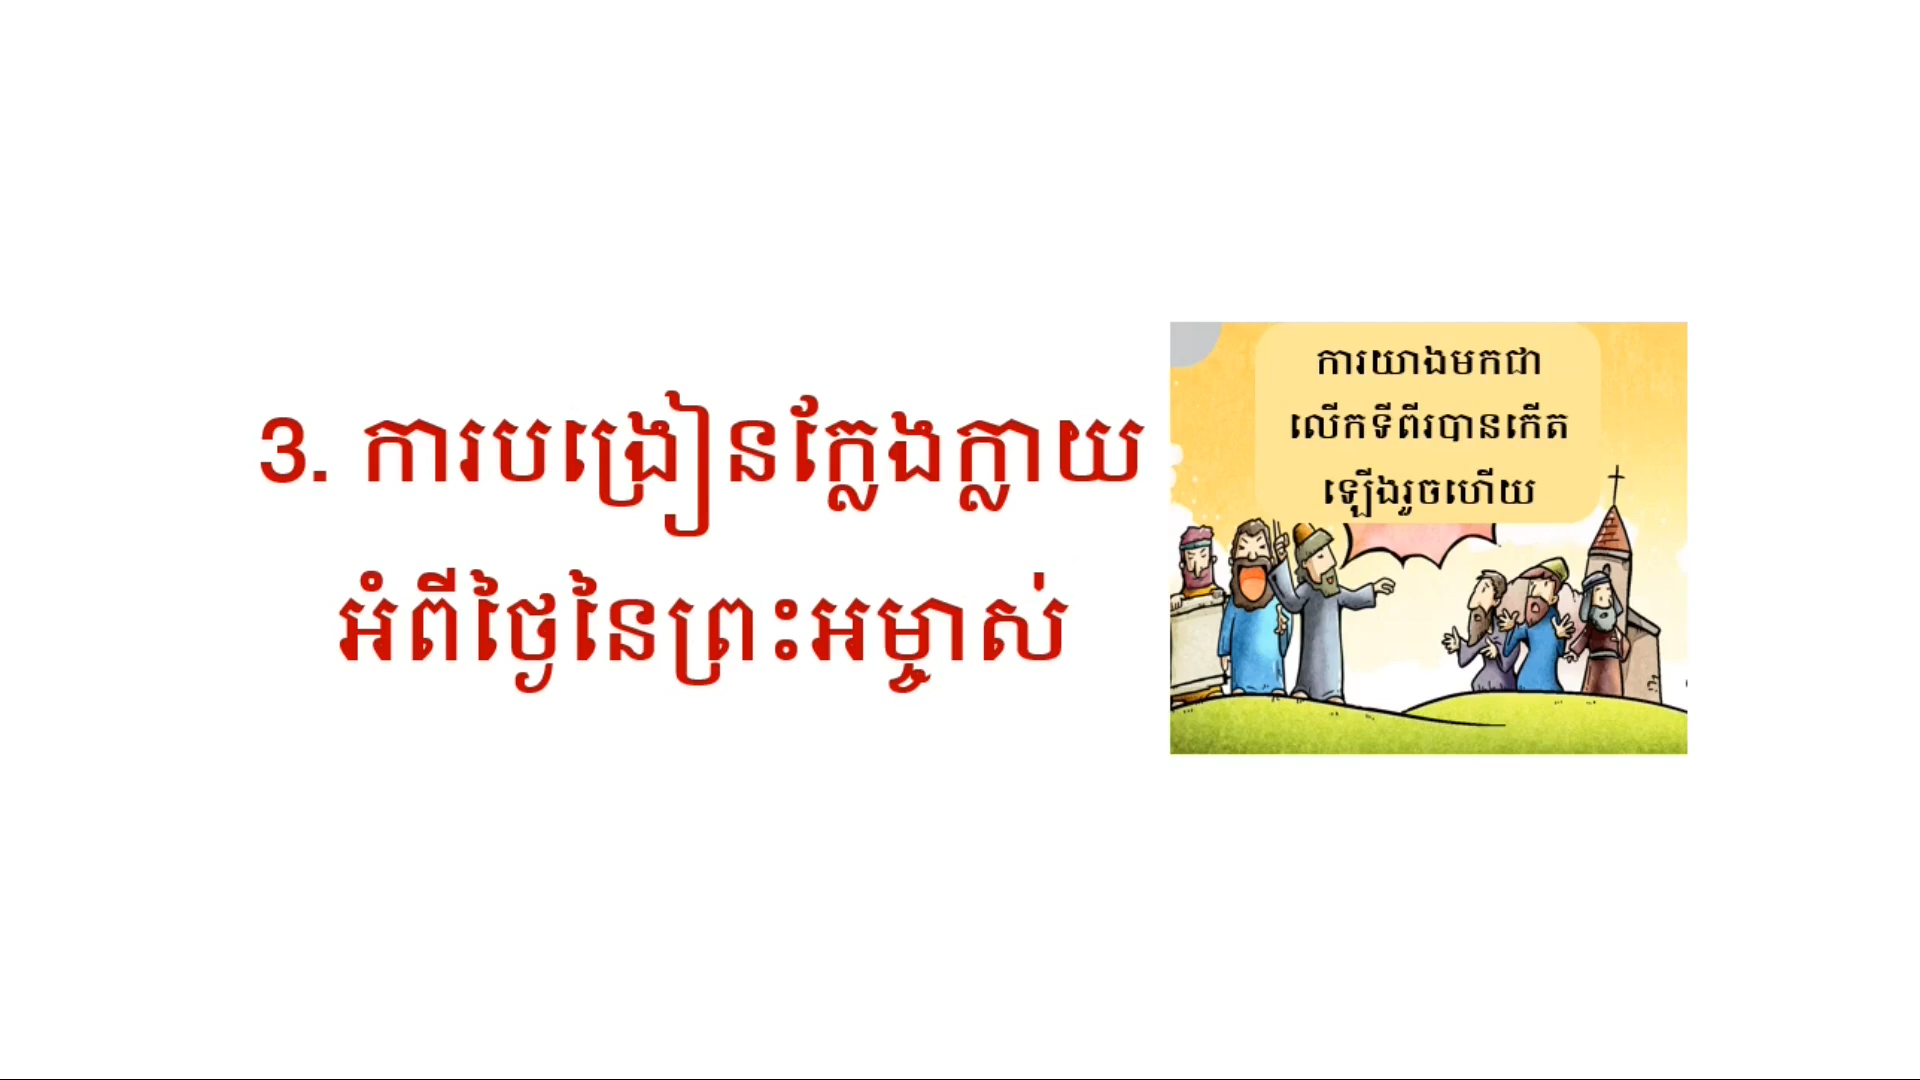 3. ការបង្រៀនក្លែងក្លាយ
អំពីថ្ងៃនៃព្រះអម្ចាស់
ការយាងមកជា
លើកទីពីរបានកើត
ឡើងរួចហើយ